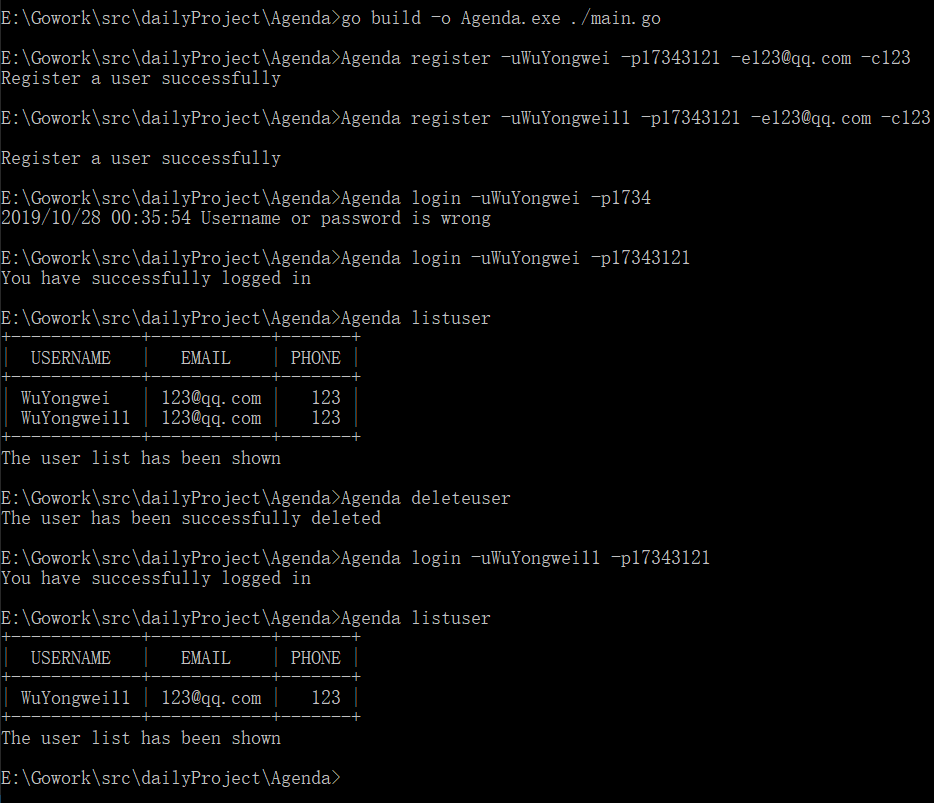 E:\Gowork\src\dailyProject\Agenda>go build -o Agenda.exe ./main.go
E:\Gowork\src\dailyProject\Agenda>Agenda register -uWuYongwei -p17343121 -e123@qq.com -c123
Register a user successfully
E:\Gowork\src\dailyProject\Agenda>Agenda register -uWuYongwei11 -p17343121 -e123@qq.com -c123
Register a user successfully
E:\Gowork\src\dailyProject\Agenda>Agenda login -uWuYongwei -p1734
2019/10/28 00:35:54 Username or password is wrong
E:\Gowork\src\dailyProject\Agenda>Agenda login -uWuYongwei -p17343121
You have successfully logged in
E:\Gowork\src\dailyProject\Agenda>Agenda listuser
+-------------+------------+-------+
|  USERNAME   |   EMAIL    | PHONE |
+-------------+------------+-------+
| WuYongwei   | 123@qq.com |   123 |
| WuYongwei11 | 123@qq.com |   123 |
+-------------+------------+-------+
The user list has been shown
E:\Gowork\src\dailyProject\Agenda>Agenda deleteuser
The user has been successfully deleted
E:\Gowork\src\dailyProject\Agenda>Agenda login -uWuYongwei11 -p17343121
You have successfully logged in
E:\Gowork\src\dailyProject\Agenda>Agenda listuser
+-------------+------------+-------+
|  USERNAME   |   EMAIL    | PHONE |
+-------------+------------+-------+
| WuYongwei11 | 123@qq.com |   123 |
+-------------+------------+-------+
The user list has been shown
E:\Gowork\src\dailyProject\Agenda>